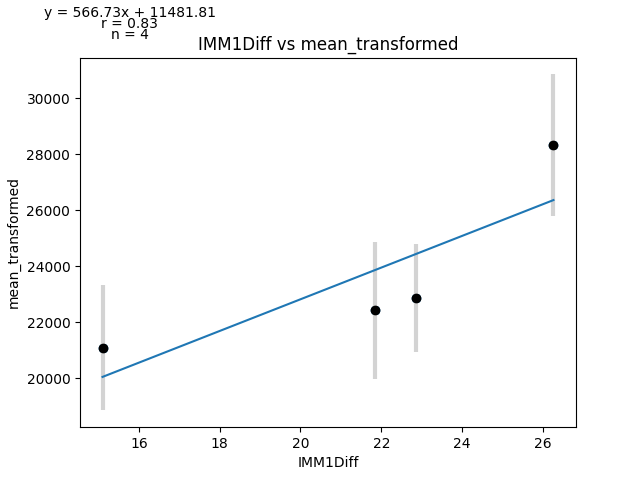 y = 566.73x + 11481.81
r = 0.83
n = 4
IMM1Diff vs mean_transformed
30000
28000
26000
24000
22000
20000
mean_transformed
16 18 20 22 24 26
IMM1Diff